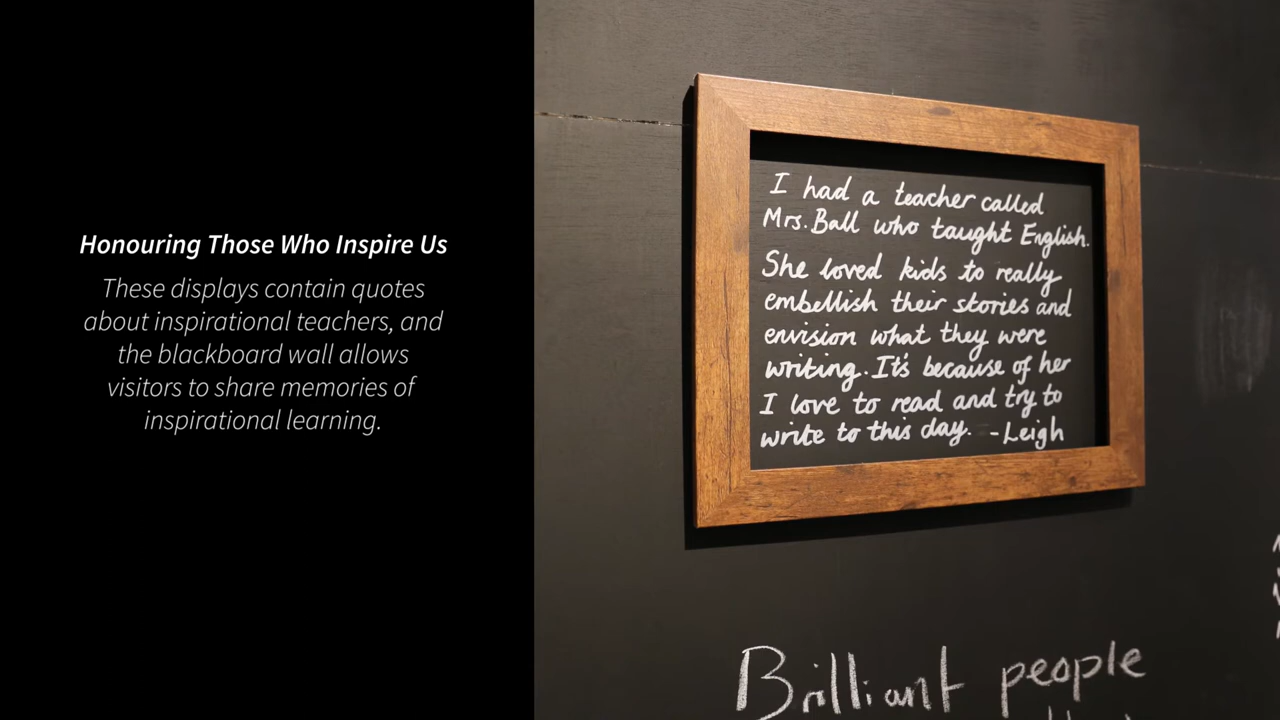 Honouring Those Who Inspire Us
These displays contain quotes
about inspirational teachers, and
the blackboard wall allows
visitors to share memories of
inspirational learning.
I had a teacher called
Mrs. Ball who taught English.
She loved kids to really
embellish their stories and
envision what they were
writing. It's because of her
I love to read and try to
write to this day. -Leigh
Brilliant people